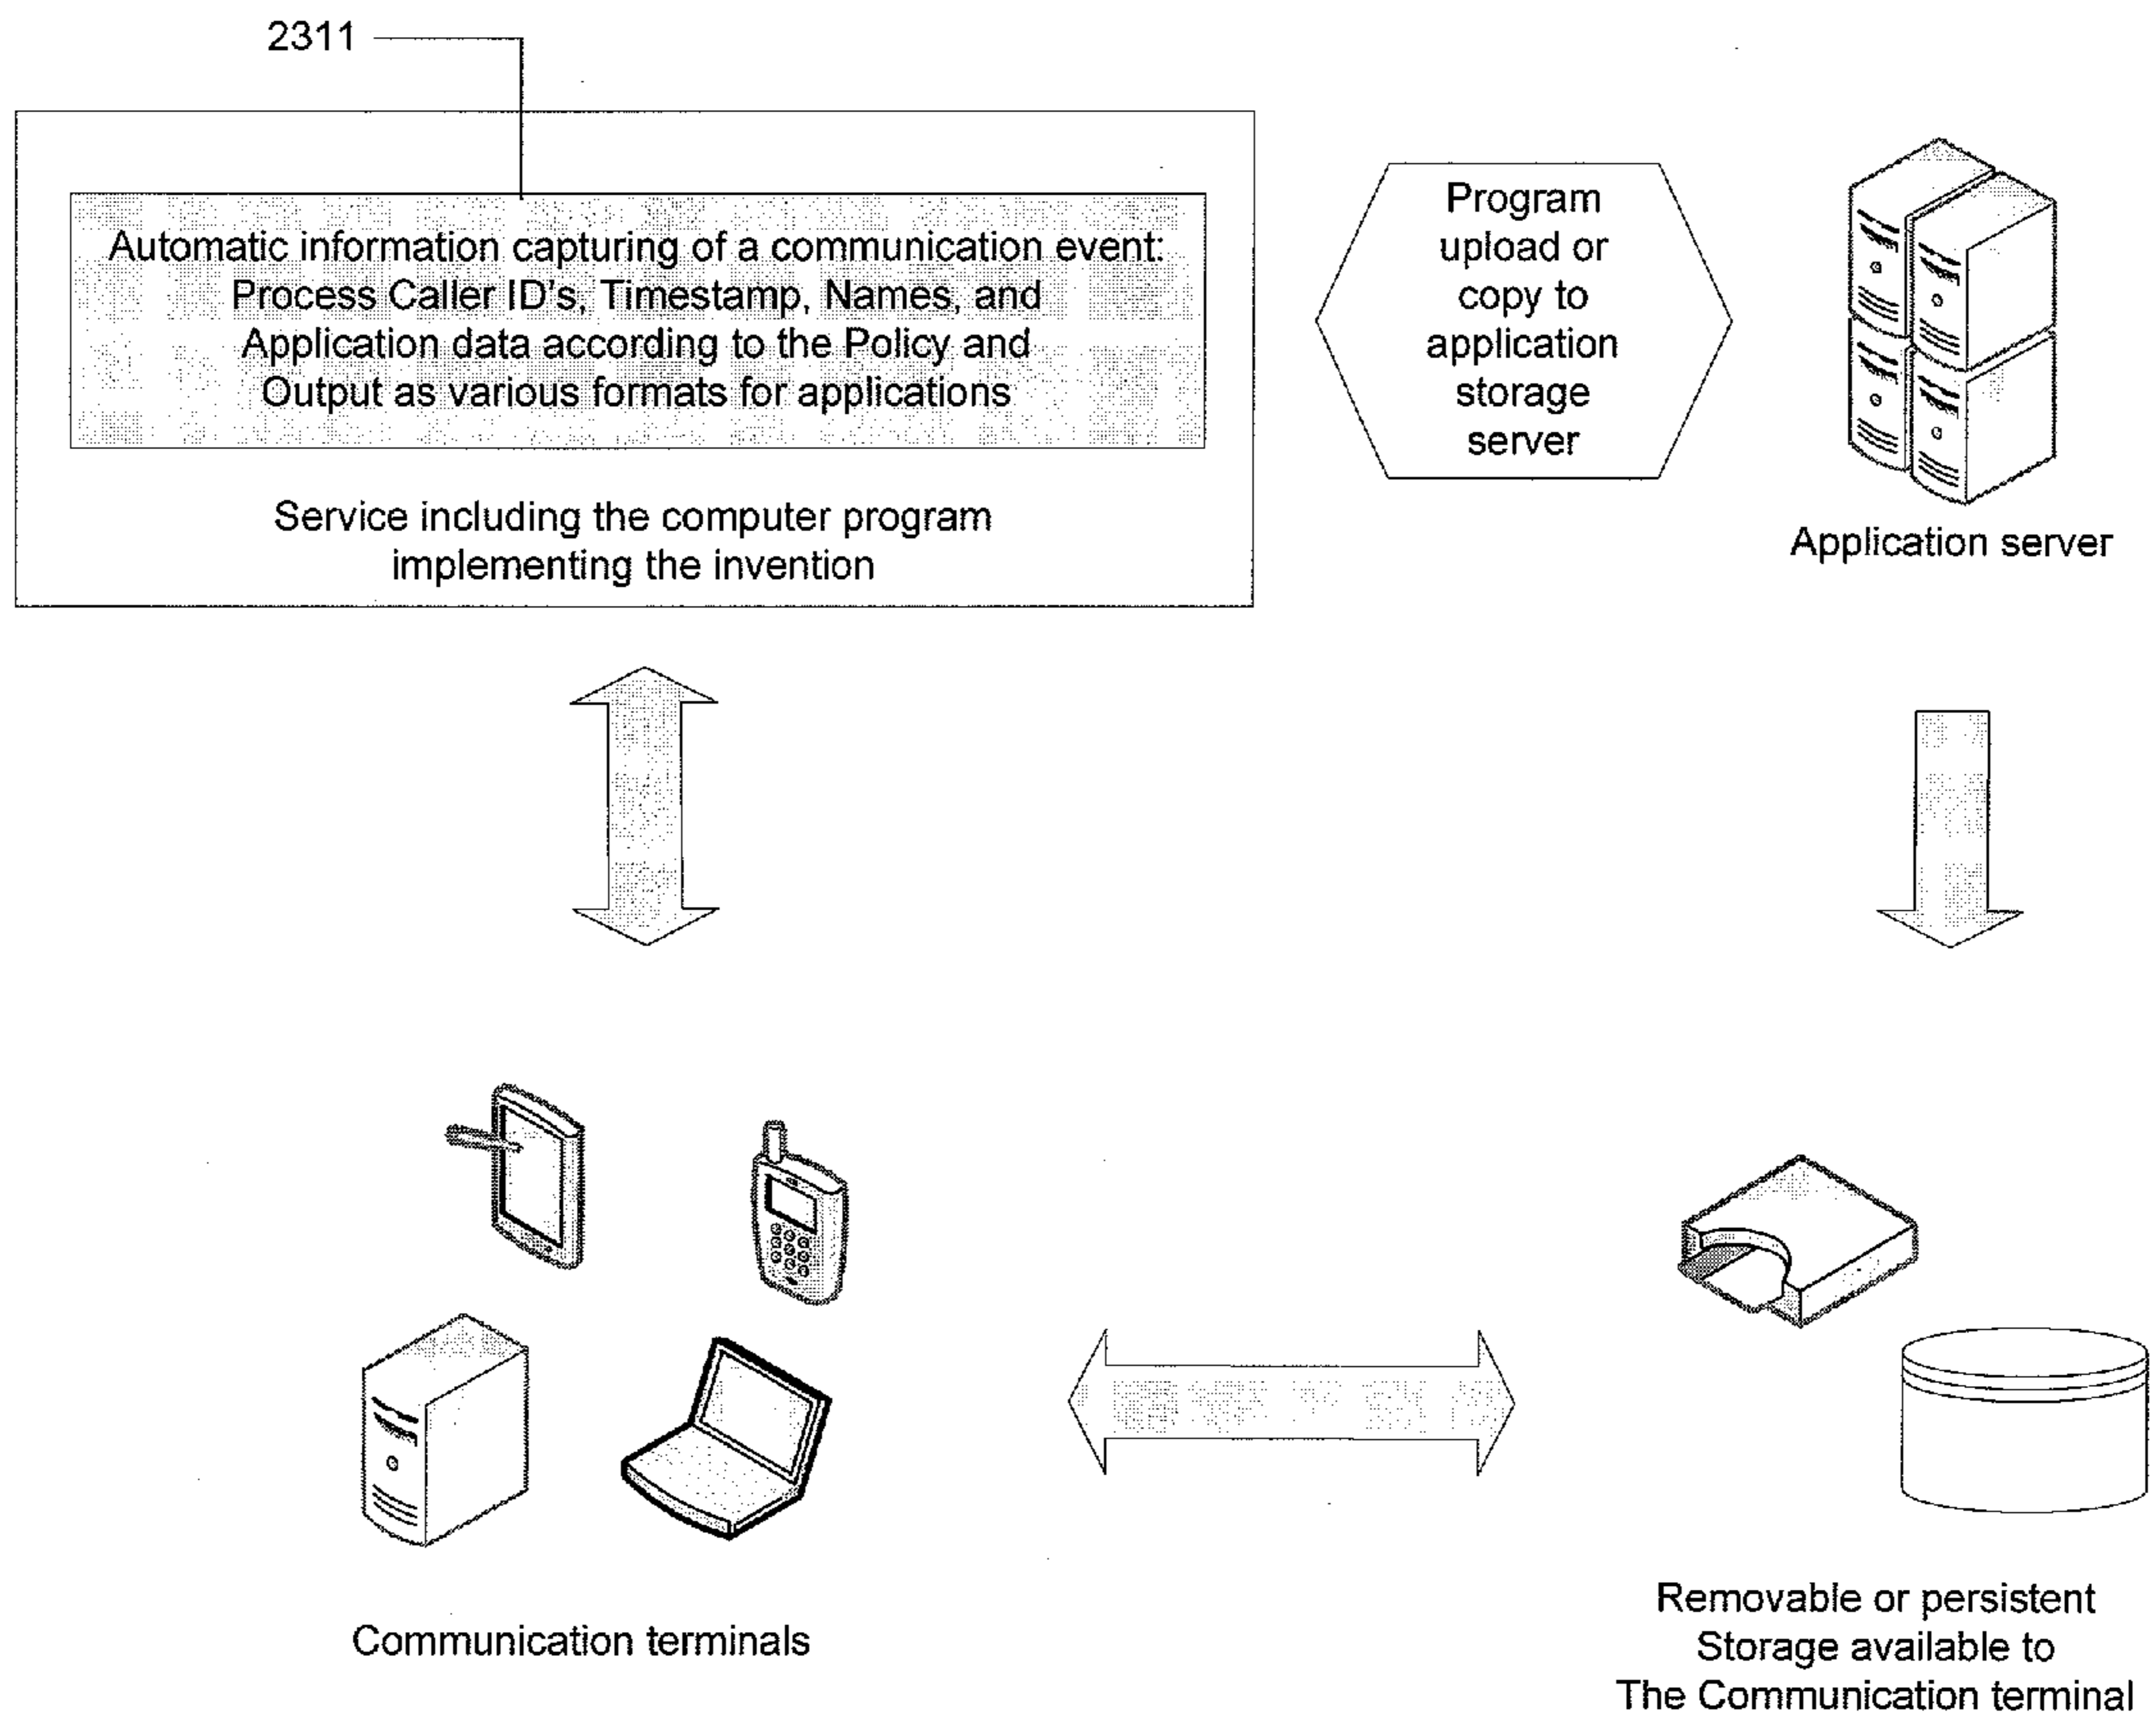 2311
Automatic information capturing of a communication event:
Process Caller ID's, Timestamp, Names, and
Application data according to the Policy and
Output as various formats for applications
Service including the computer program
implementing the invention
Program
upload or
copy to
application
storage
server
Application server
Communication terminals
Removable or persistent
Storage available to
The Communication terminal